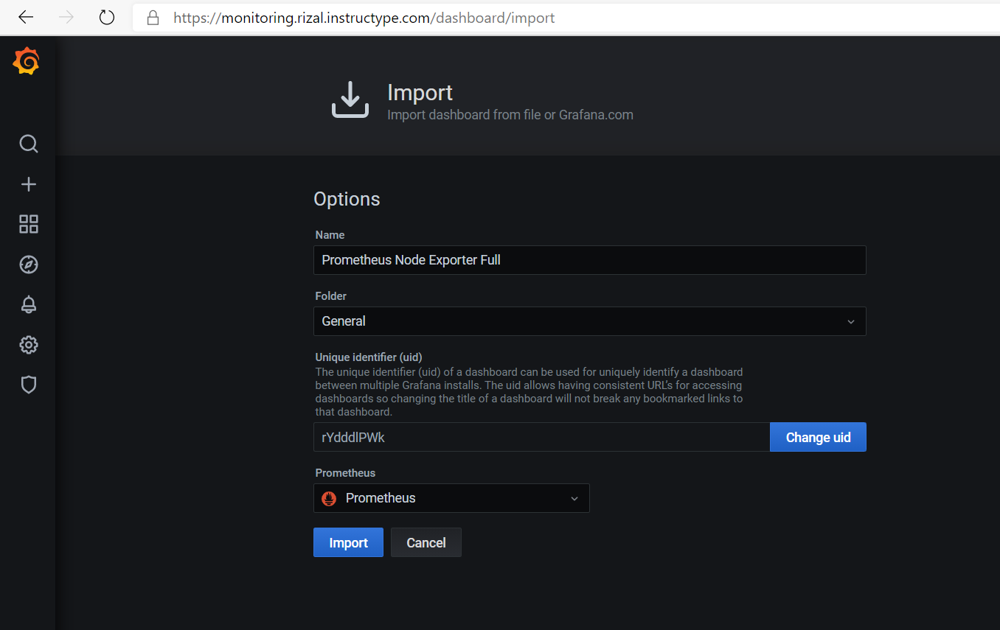 https://monitoring.rizal.instructype.com/dashboard/import
Import
Import dashboard from file or Grafana.com
Options
Name
Prometheus Node Exporter Full
Folder
General
Unique identifier (uid)
The unique identifier (uid) of a dashboard can be used for uniquely identify a dashboard
between multiple Grafana installs. The uid allows having consistent URL's for accessing
dashboards so changing the title of a dashboard will not break any bookmarked links to
that dashboard.
rYdddlPWk
Change uid
Prometheus
Prometheus
Import
Cancel